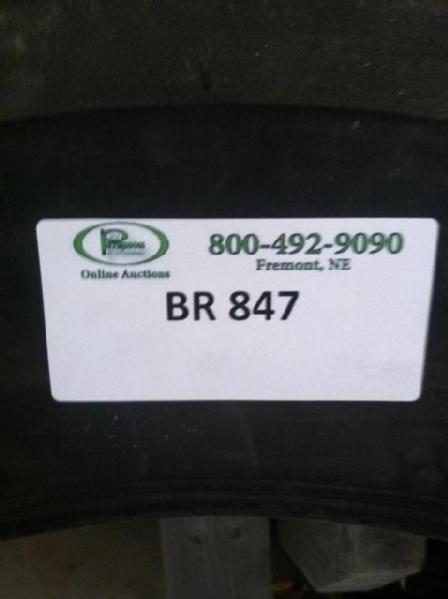 800-492-9090
Fremont, NE
Online Auctions
BR 847